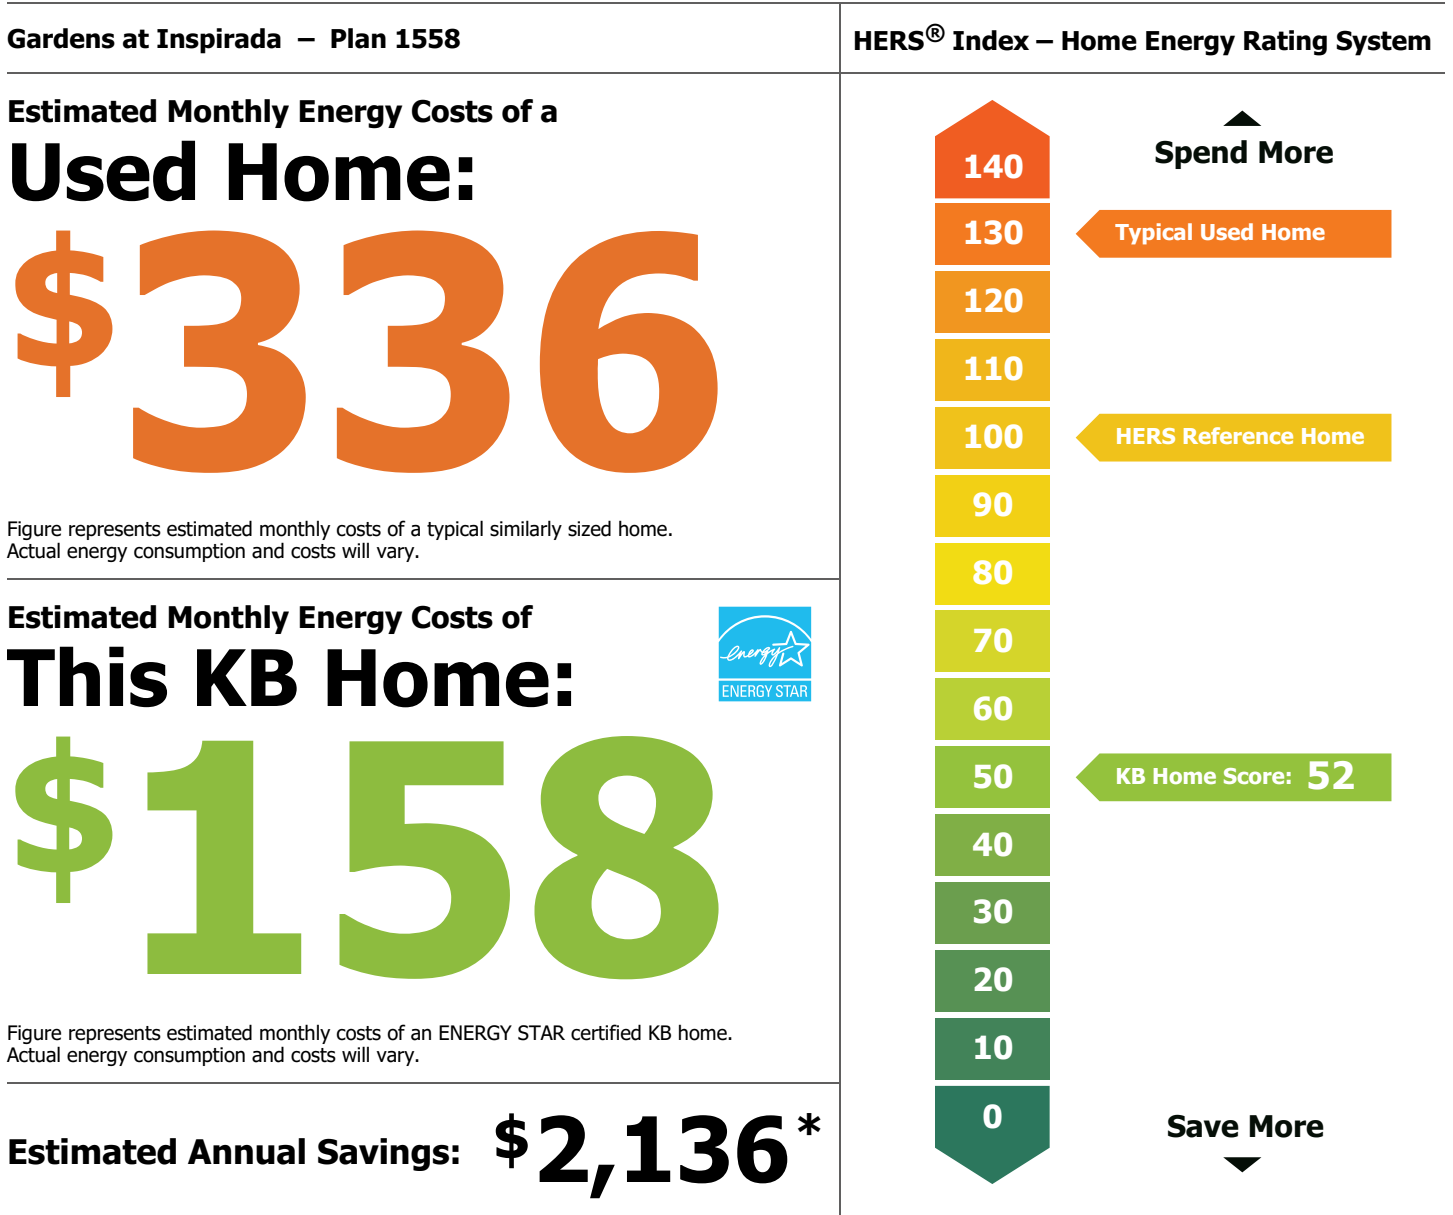 Gardens at Inspirada – Plan 1558
Estimated Monthly Energy Costs of a
Used Home:
$336
Figure represents estimated monthly costs of a typical similarly sized home.
Actual energy consumption and costs will vary.
Estimated Monthly Energy Costs of
This KB Home:
energy
ENERGY STAR
$158
Figure represents estimated monthly costs of an ENERGY STAR certified KB home.
Actual energy consumption and costs will vary.
Estimated Annual Savings: $2,136*
HERS® Index – Home Energy Rating System
Spend More
140
130 Typical Used Home
120
110
100 HERS Reference Home
90
80
70
60
50 KB Home Score: 52
40
30
20
10
0
Save More